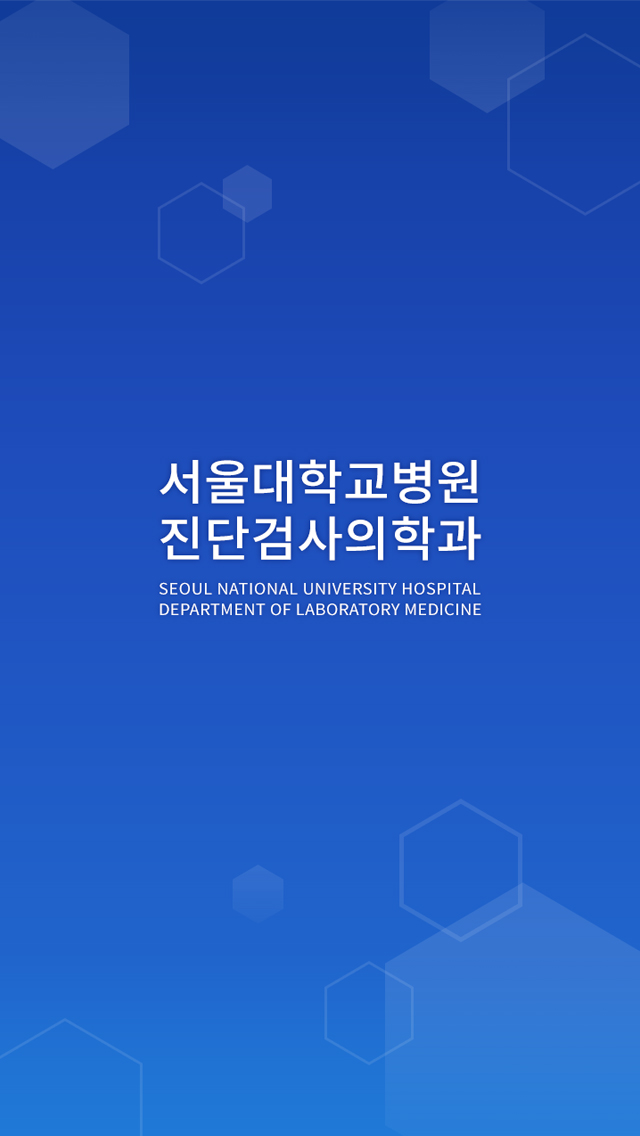 서울대학교병원
진단검사의학과
SEOUL NATIONAL UNIVERSITY HOSPITAL
DEPARTMENT OF LABORATORY MEDICINE